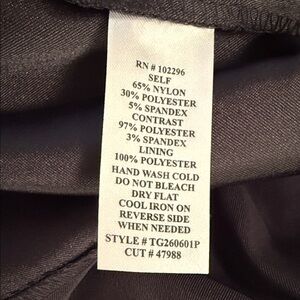 RN # 102296
SELF
65% NYLON
30% POLYESTER
5% SPANDEX
CONTRAST
97% POLYESTER
3% SPANDEX
LINING
100% POLYESTER
HAND WASH COLD
DO NOT BLEACH
DRY FLAT
COOL IRON ON
REVERSE SIDE
WHEN NEEDED
STYLE # TG260601P
CUT # 47988